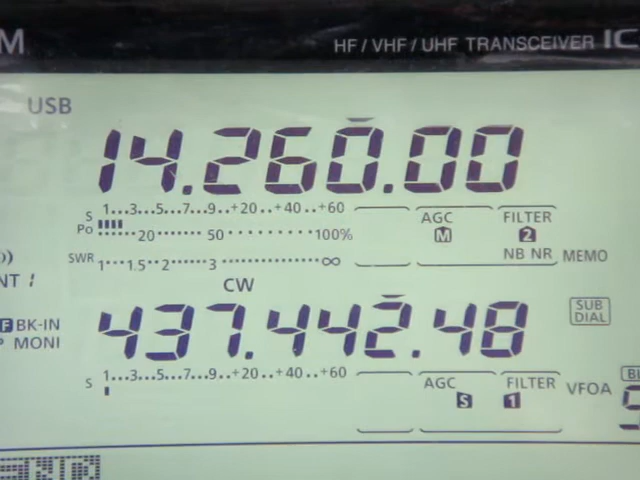 M HF / VHF / UHF TRANSCEIVER IC
USB
14.260.00
S 1...3...5...7...9..+20..+40..+60
Po 20 50 100%
AGC FILTER
M 2
NB NR MEMO
SWR 1 1.5 2 3 ∞
NT 1
CW
437.442.48
SUB DIAL
F BK-IN
P MONI
S 1...3...5...7...9..+20..+40..+60
AGC FILTER
S 1
VFOA